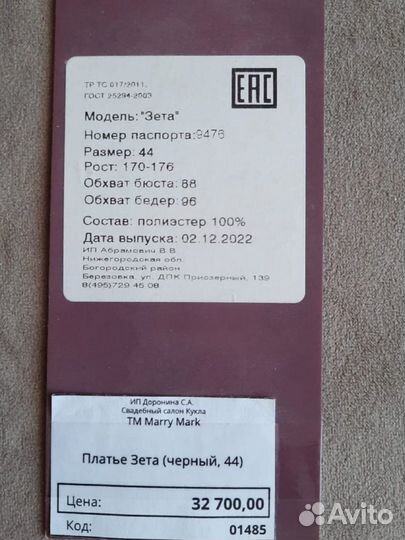 ТР ТС 017/2011,
ГОСТ 25294-2003
EAC
Модель:"Зета"
Номер паспорта:9476
Размер: 44
Рост: 170-176
Обхват бюста: 88
Обхват бедер: 96
Состав: полиэстер 100%
Дата выпуска: 02.12.2022
ИП Абрамович В.В.
Нижегородская обл.
Богородский район
Березовка, ул. ДПК Приозерный, 139
8(495)729 45 08
ИП Доронина С.А.
Свадебный салон Кукла
TM Marry Mark
Платье Зета (черный, 44)
Цена: 32 700,00
Код: 01485
Avito